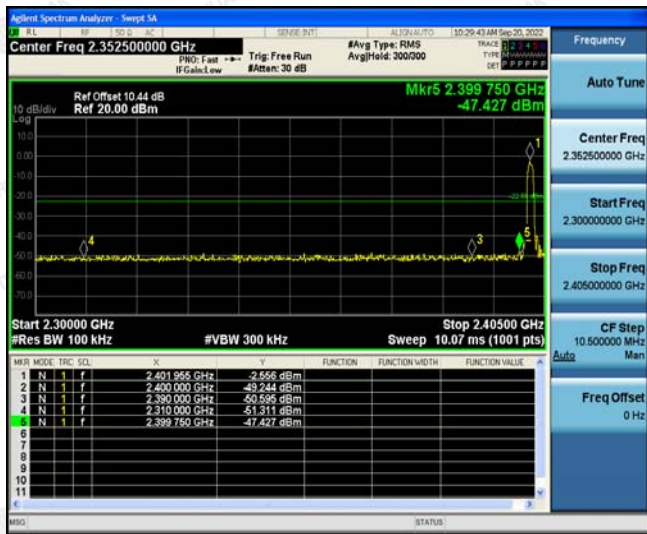 Agilent Spectrum Analyzer - Swept SA
RL RF 50 Ω AC SENSE:INT ALIGN AUTO 10:29:43 AM Sep 20, 2022
Center Freq 2.352500000 GHz
PNO: Fast
IFGain:Low
Trig: Free Run
#Atten: 30 dB
#Avg Type: RMS
Avg|Hold: 300/300
TRACE 1 2 3 4 5 6
TYPE M WWWWW
DET P P P P P P
Ref Offset 10.44 dB
Ref 20.00 dBm
10 dB/div
Log
Mkr5 2.399 750 GHz
-47.427 dBm
10.0
0.00
-10.0
-20.0
-30.0
-40.0
-50.0
-60.0
-70.0
1
3
4
5
Start 2.30000 GHz
#Res BW 100 kHz
#VBW 300 kHz
Stop 2.40500 GHz
Sweep 10.07 ms (1001 pts)
MKR MODE TRC SCL X Y FUNCTION FUNCTION WIDTH FUNCTION VALUE
1 N 1 f 2.401 955 GHz -2.556 dBm
2 N 1 f 2.400 000 GHz -49.244 dBm
3 N 1 f 2.390 000 GHz -50.595 dBm
4 N 1 f 2.310 000 GHz -51.311 dBm
5 N 1 f 2.399 750 GHz -47.427 dBm
6
7
8
9
10
11
MSG
STATUS
Frequency
Auto Tune
Center Freq
2.352500000 GHz
Start Freq
2.300000000 GHz
Stop Freq
2.405000000 GHz
CF Step
10.500000 MHz
Auto Man
Freq Offset
0 Hz